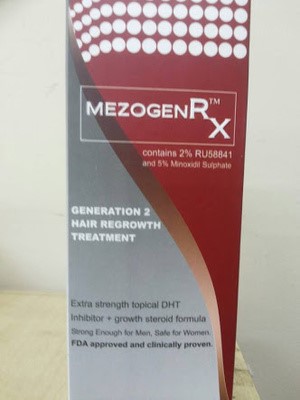 MEZOGENRX™
contains 2% RU58841
and 5% Minoxidil Sulphate
GENERATION 2
HAIR REGROWTH
TREATMENT
Extra strength topical DHT
Inhibitor + growth steroid formula
Strong Enough for Men, Safe for Women.
FDA approved and clinically proven.